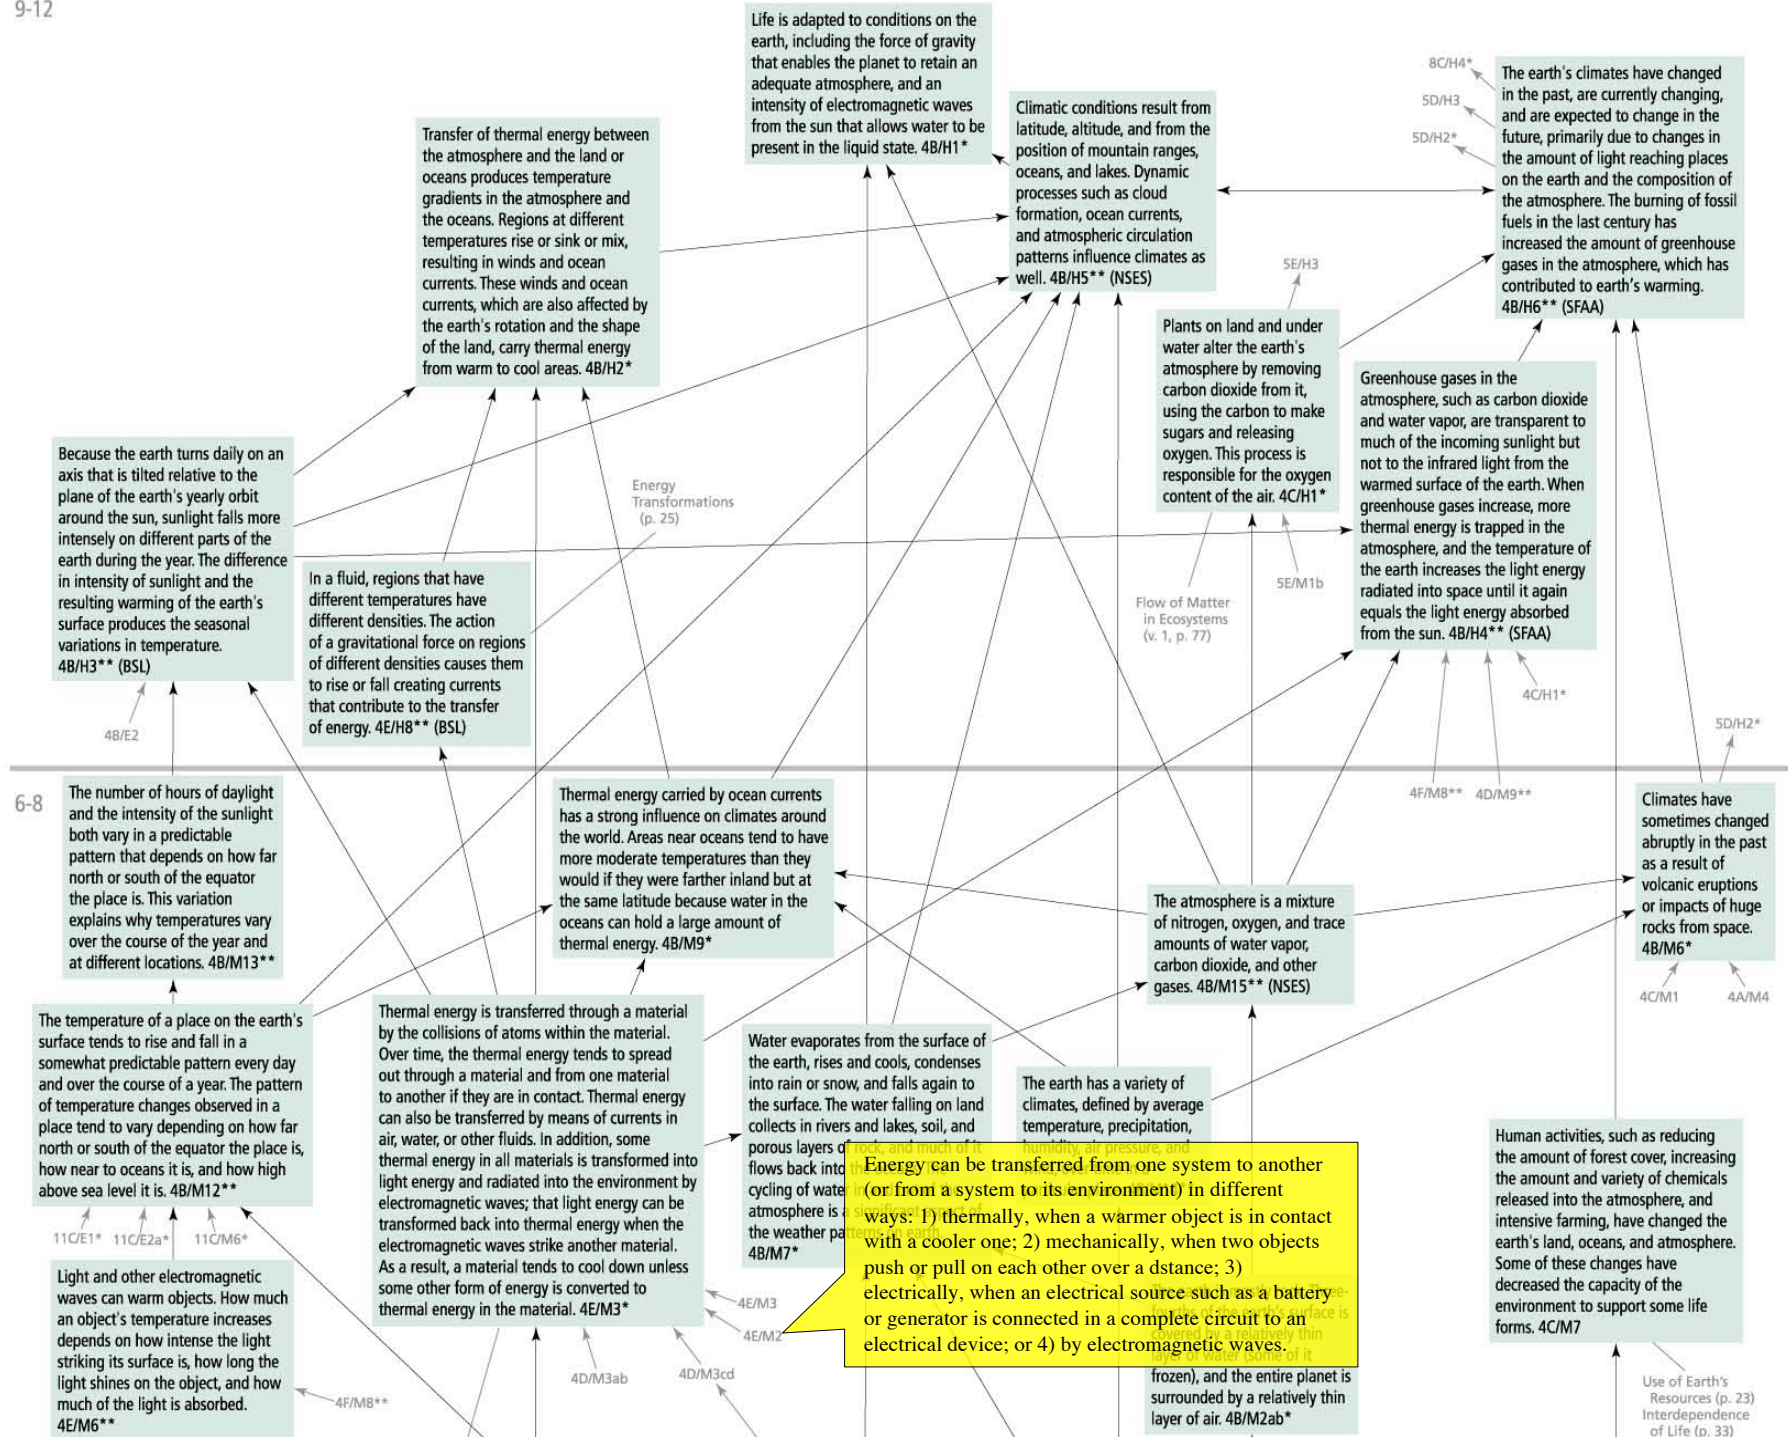 9-12
Life is adapted to conditions on the
earth, including the force of gravity
that enables the planet to retain an
adequate atmosphere, and an
intensity of electromagnetic waves
from the sun that allows water to be
present in the liquid state. 4B/H1*
8C/H4*
5D/H3
5D/H2*
The earth's climates have changed
in the past, are currently changing,
and are expected to change in the
future, primarily due to changes in
the amount of light reaching places
on the earth and the composition of
the atmosphere. The burning of fossil
fuels in the last century has
increased the amount of greenhouse
gases in the atmosphere, which has
contributed to earth's warming.
4B/H6** (SFAA)
Climatic conditions result from
latitude, altitude, and from the
position of mountain ranges,
oceans, and lakes. Dynamic
processes such as cloud
formation, ocean currents,
and atmospheric circulation
patterns influence climates as
well. 4B/H5** (NSES)
Transfer of thermal energy between
the atmosphere and the land or
oceans produces temperature
gradients in the atmosphere and
the oceans. Regions at different
temperatures rise or sink or mix,
resulting in winds and ocean
currents. These winds and ocean
currents, which are also affected by
the earth's rotation and the shape
of the land, carry thermal energy
from warm to cool areas. 4B/H2*
5E/H3
Plants on land and under
water alter the earth's
atmosphere by removing
carbon dioxide from it,
using the carbon to make
sugars and releasing
oxygen. This process is
responsible for the oxygen
content of the air. 4C/H1*
Greenhouse gases in the
atmosphere, such as carbon dioxide
and water vapor, are transparent to
much of the incoming sunlight but
not to the infrared light from the
warmed surface of the earth. When
greenhouse gases increase, more
thermal energy is trapped in the
atmosphere, and the temperature of
the earth increases the light energy
radiated into space until it again
equals the light energy absorbed
from the sun. 4B/H4** (SFAA)
Because the earth turns daily on an
axis that is tilted relative to the
plane of the earth's yearly orbit
around the sun, sunlight falls more
intensely on different parts of the
earth during the year. The difference
in intensity of sunlight and the
resulting warming of the earth's
surface produces the seasonal
variations in temperature.
4B/H3** (BSL)
Energy
Transformations
(p. 25)
In a fluid, regions that have
different temperatures have
different densities. The action
of a gravitational force on regions
of different densities causes them
to rise or fall creating currents
that contribute to the transfer
of energy. 4E/H8** (BSL)
5E/M1b
Flow of Matter
in Ecosystems
(v. 1, p. 77)
4C/H1*
4B/E2
5D/H2*
4F/M8**
4D/M9**
6-8
The number of hours of daylight
and the intensity of the sunlight
both vary in a predictable
pattern that depends on how far
north or south of the equator
the place is. This variation
explains why temperatures vary
over the course of the year and
at different locations. 4B/M13**
Thermal energy carried by ocean currents
has a strong influence on climates around
the world. Areas near oceans tend to have
more moderate temperatures than they
would if they were farther inland but at
the same latitude because water in the
oceans can hold a large amount of
thermal energy. 4B/M9*
Climates have
sometimes changed
abruptly in the past
as a result of
volcanic eruptions
or impacts of huge
rocks from space.
4B/M6*
4C/M1
4A/M4
The atmosphere is a mixture
of nitrogen, oxygen, and trace
amounts of water vapor,
carbon dioxide, and other
gases. 4B/M15** (NSES)
The temperature of a place on the earth's
surface tends to rise and fall in a
somewhat predictable pattern every day
and over the course of a year. The pattern
of temperature changes observed in a
place tend to vary depending on how far
north or south of the equator the place is,
how near to oceans it is, and how high
above sea level it is. 4B/M12**
Thermal energy is transferred through a material
by the collisions of atoms within the material.
Over time, the thermal energy tends to spread
out through a material and from one material
to another if they are in contact. Thermal energy
can also be transferred by means of currents in
air, water, or other fluids. In addition, some
thermal energy in all materials is transformed into
light energy and radiated into the environment by
electromagnetic waves; that light energy can be
transformed back into thermal energy when the
electromagnetic waves strike another material.
As a result, a material tends to cool down unless
some other form of energy is converted to
thermal energy in the material. 4E/M3*
Water evaporates from the surface of
the earth, rises and cools, condenses
into rain or snow, and falls again to
the surface. The water falling on land
collects in rivers and lakes, soil, and
porous layers of rock, and much of it
flows back into the
cycling of water
atmosphere is a significant aspect of
the weather patterns on earth.
4B/M7*
The earth has a variety of
climates, defined by average
temperature, precipitation,
humidity, air pressure, and
Energy can be transferred from one system to another
(or from a system to its environment) in different
ways: 1) thermally, when a warmer object is in contact
with a cooler one; 2) mechanically, when two objects
push or pull on each other over a dstance; 3)
electrically, when an electrical source such as a battery
or generator is connected in a complete circuit to an
electrical device; or 4) by electromagnetic waves.
fourths of the earth's surface is
covered by a relatively thin
layer of water (some of it
frozen), and the entire planet is
surrounded by a relatively thin
layer of air. 4B/M2ab*
Human activities, such as reducing
the amount of forest cover, increasing
the amount and variety of chemicals
released into the atmosphere, and
intensive farming, have changed the
earth's land, oceans, and atmosphere.
Some of these changes have
decreased the capacity of the
environment to support some life
forms. 4C/M7
11C/E1*
11C/E2a*
11C/M6*
Light and other electromagnetic
waves can warm objects. How much
an object's temperature increases
depends on how intense the light
striking its surface is, how long the
light shines on the object, and how
much of the light is absorbed.
4E/M6**
4F/M8**
4E/M3
4E/M2
4D/M3ab
4D/M3cd
Use of Earth's
Resources (p. 23)
Interdependence
of Life (p. 33)